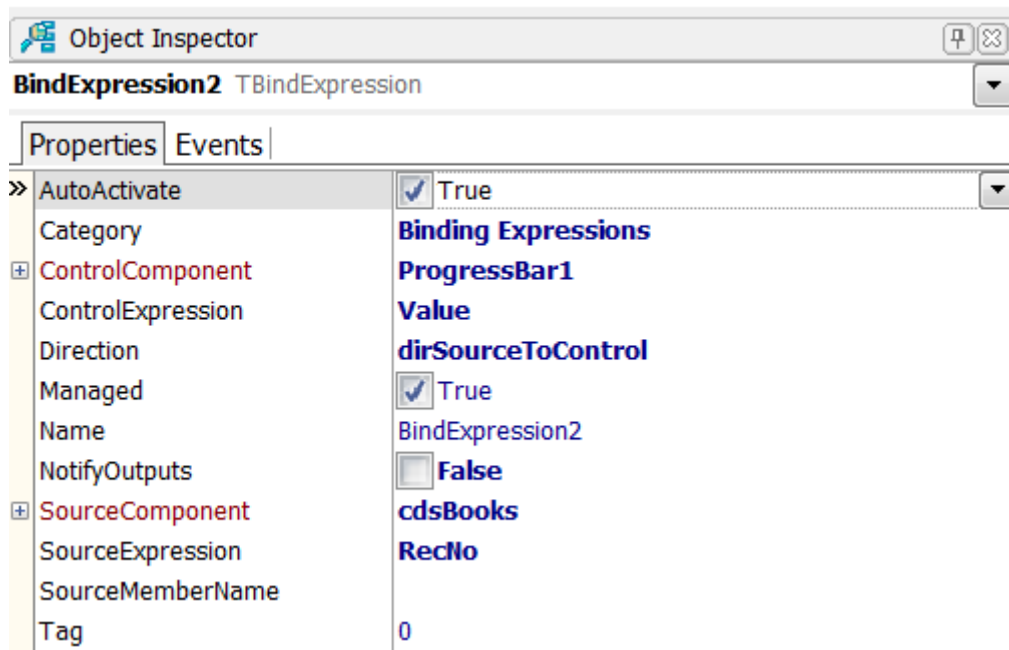 Object Inspector
BindExpression2 TBindExpression
Properties Events
AutoActivate True
Category Binding Expressions
ControlComponent ProgressBar1
ControlExpression Value
Direction dirSourceToControl
Managed True
Name BindExpression2
NotifyOutputs False
SourceComponent cdsBooks
SourceExpression RecNo
SourceMemberName
Tag 0